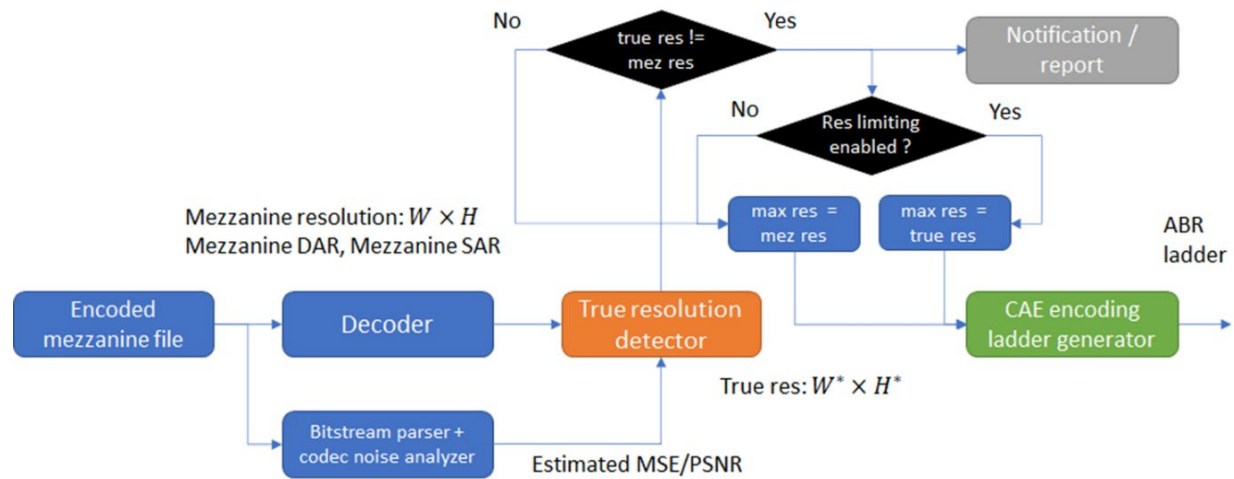 No
true res !=
mez res
Yes
Notification /
report
No
Res limiting
enabled ?
Yes
Mezzanine resolution: W × H
Mezzanine DAR, Mezzanine SAR
max res =
mez res
max res =
true res
ABR
ladder
Encoded
mezzanine file
Decoder
True resolution
detector
CAE encoding
ladder generator
True res: W* × H*
Bitstream parser +
codec noise analyzer
Estimated MSE/PSNR